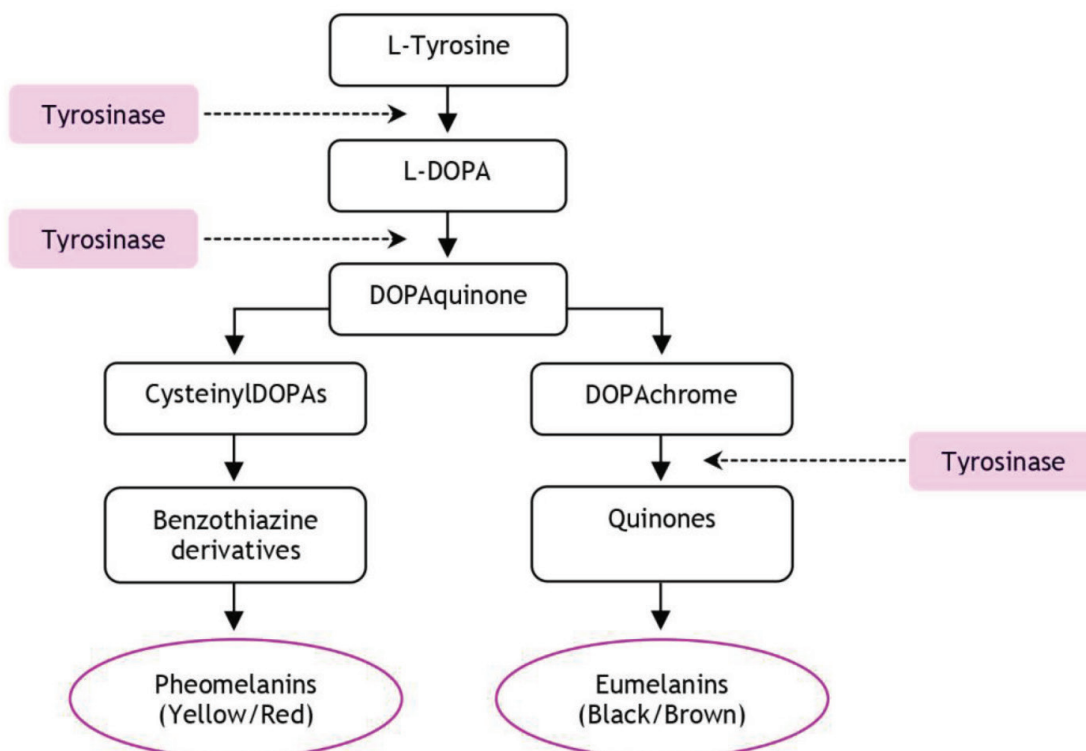 L-Tyrosine
Tyrosinase
L-DOPA
Tyrosinase
DOPAquinone
CysteinylDOPAs
DOPAchrome
Tyrosinase
Benzothiazine
derivatives
Quinones
Pheomelanins
(Yellow/Red)
Eumelanins
(Black/Brown)